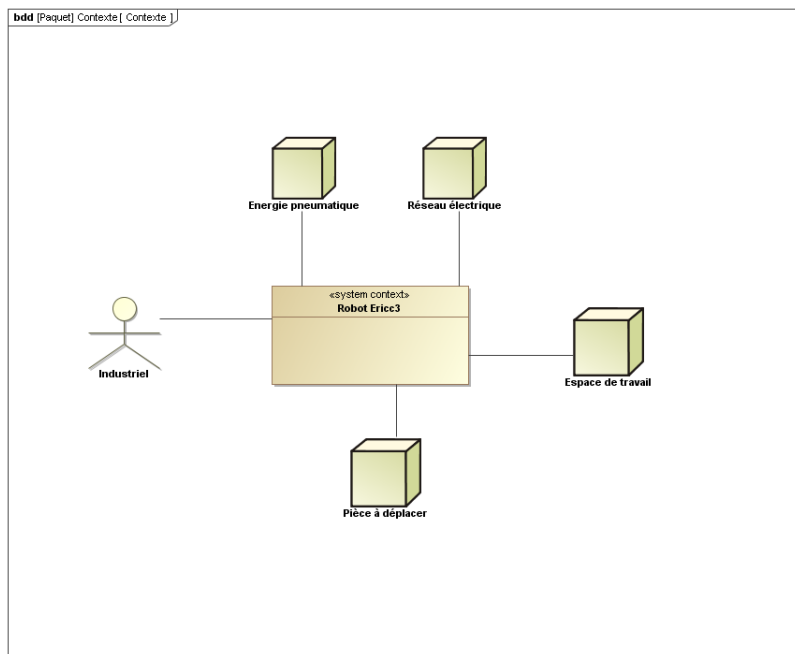 bdd [Paquet] Contexte [ Contexte ]
Energie pneumatique
Réseau électrique
«system context»
Robot Ericc3
Industriel
Espace de travail
Pièce à déplacer